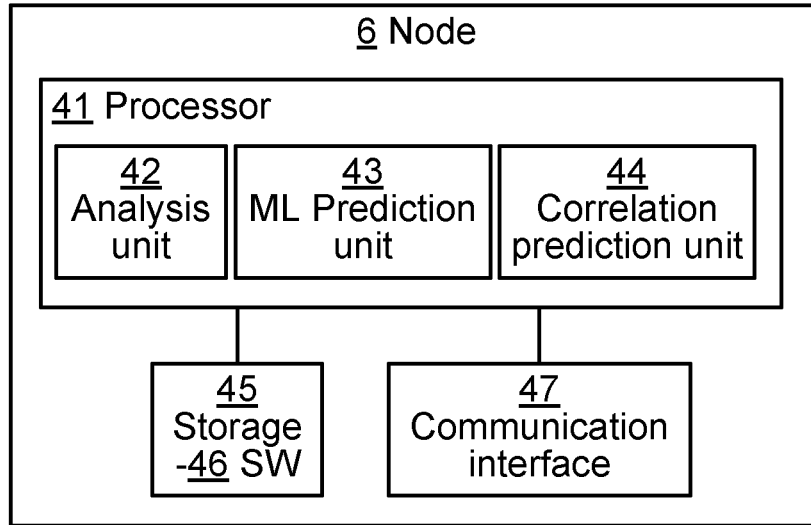 6 Node
41 Processor
42
Analysis
unit
43
ML Prediction
unit
44
Correlation
prediction unit
45
Storage
-46 SW
47
Communication
interface